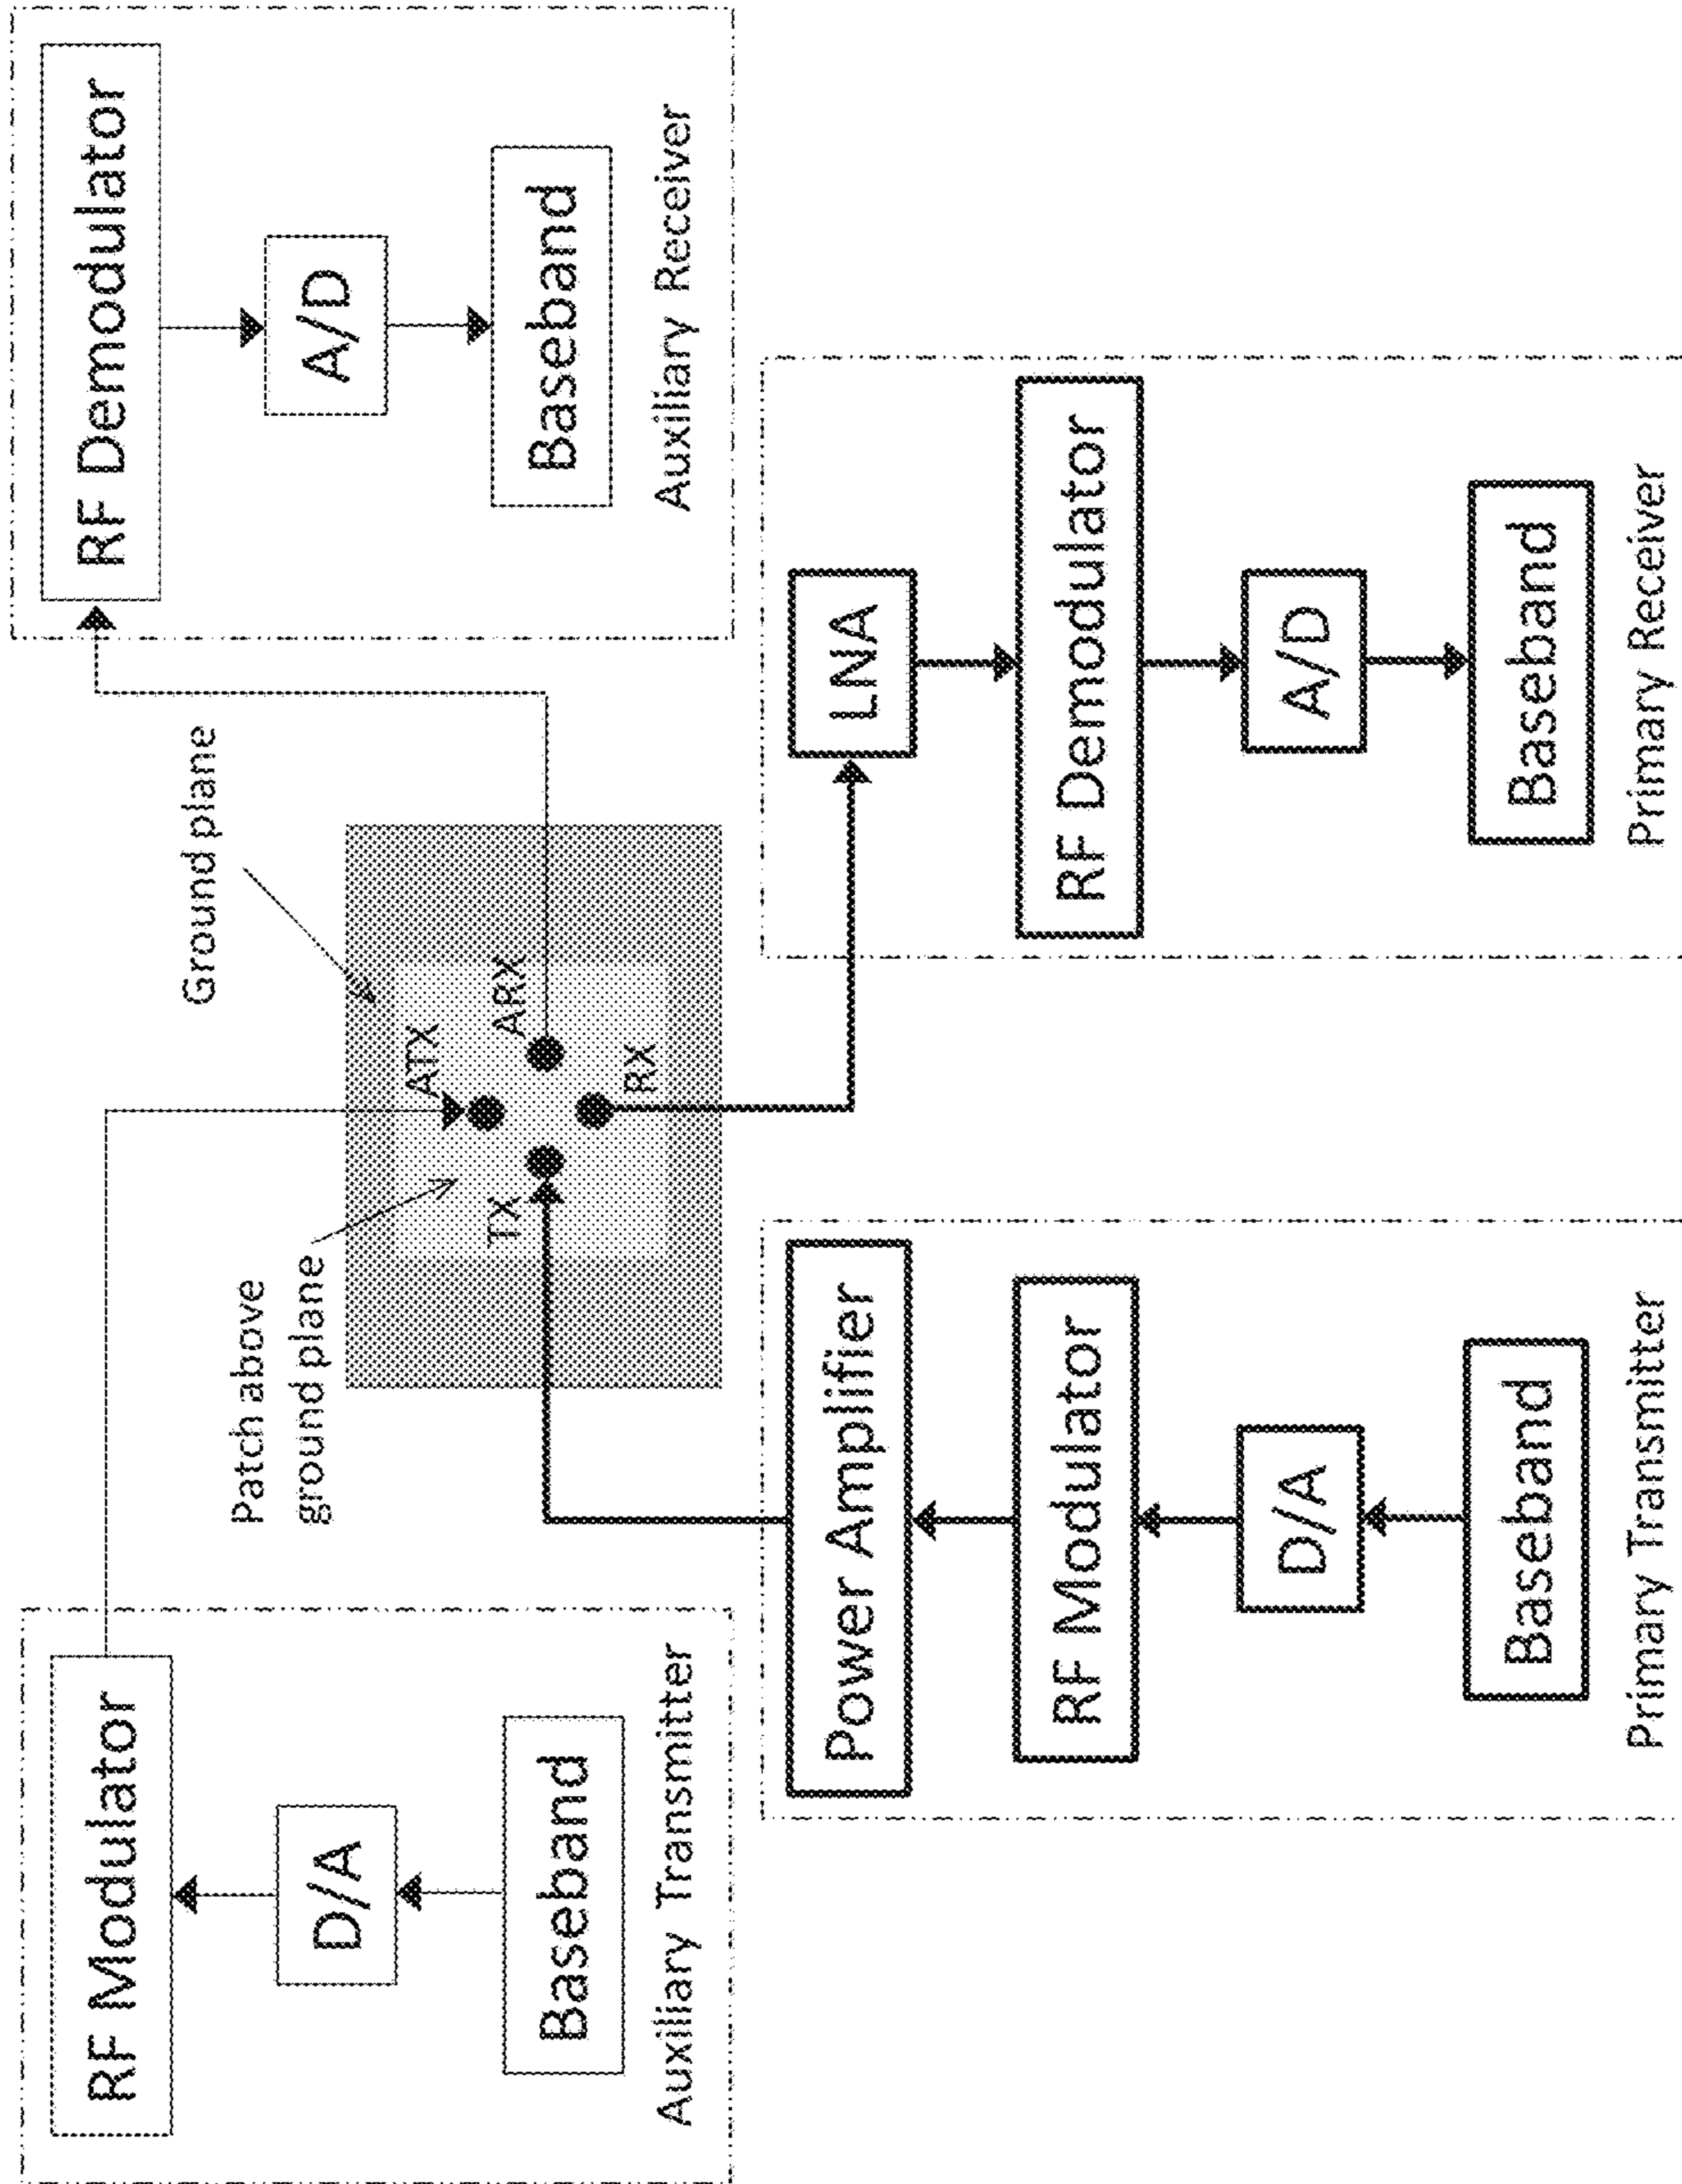 RF Modulator
D/A
Baseband
Auxiliary Transmitter
Patch above
ground plane
Ground plane
TX
ATX
ARX
RX
RF Demodulator
A/D
Baseband
Auxiliary Receiver
Power Amplifier
RF Modulator
D/A
Baseband
Primary Transmitter
LNA
RF Demodulator
A/D
Baseband
Primary Receiver